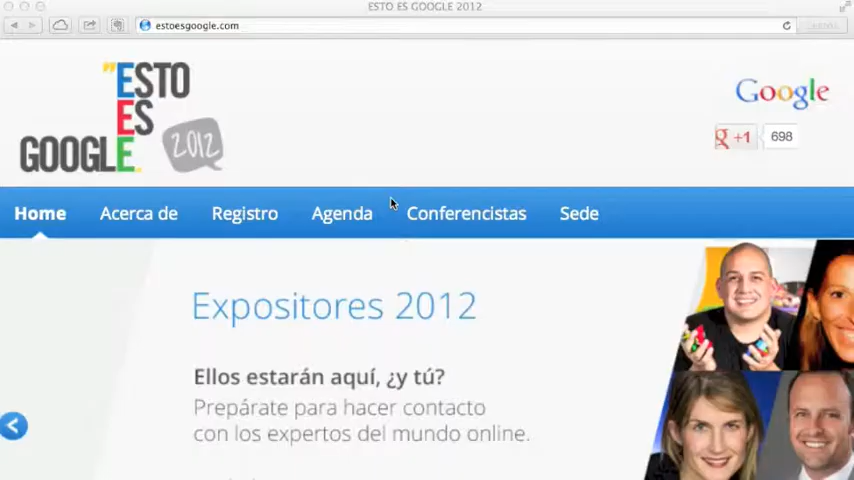 ESTO ES GOOGLE 2012
estoesgoogle.com
"ESTO
ES
GOOGLE
2012
Google
g +1 698
Home Acerca de Registro Agenda Conferencistas Sede
Expositores 2012
Ellos estarán aquí, ¿y tú?
Prepárate para hacer contacto
con los expertos del mundo online.